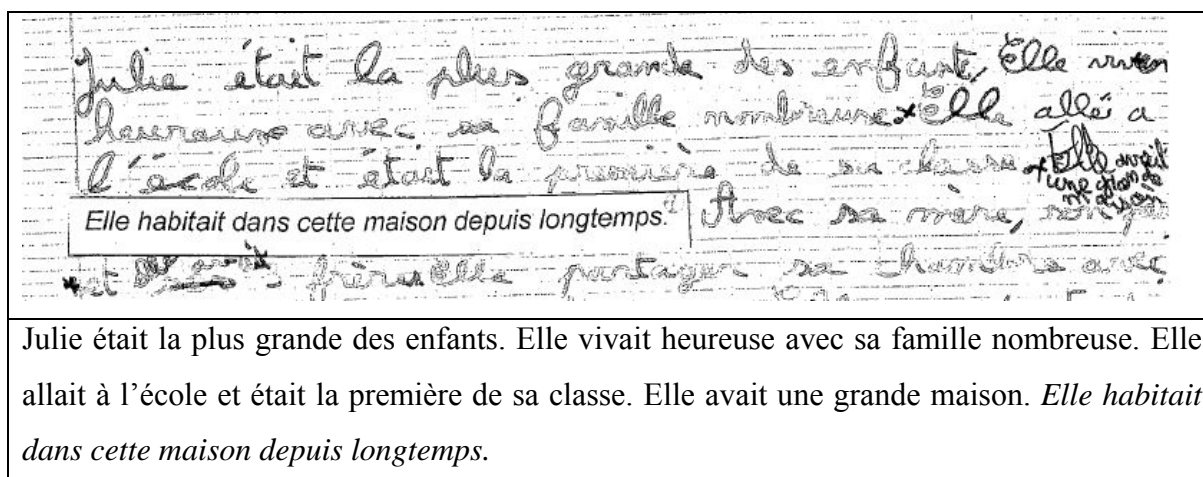 Julie était la plus grande des enfant, Elle
heureuse avec sa famille nombreuse Elle allé a
l'école et était la première de sa classe Elle avait
une grande
maison
Elle habitait dans cette maison depuis longtemps. Avec sa mère, son
et frères Elle partager sa chambre avec
Julie était la plus grande des enfants. Elle vivait heureuse avec sa famille nombreuse. Elle
allait à l'école et était la première de sa classe. Elle avait une grande maison. Elle habitait
dans cette maison depuis longtemps.